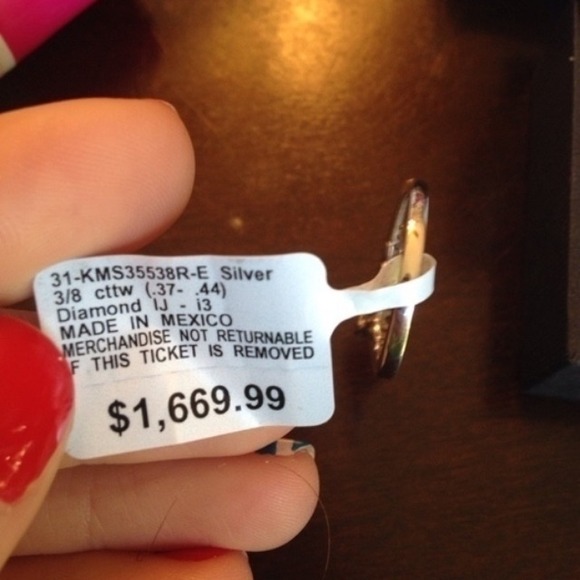 31-KMS35538R-E Silver
3/8 cttw (.37- .44)
Diamond IJ - i3
MADE IN MEXICO
MERCHANDISE NOT RETURNABLE
IF THIS TICKET IS REMOVED
$1,669.99